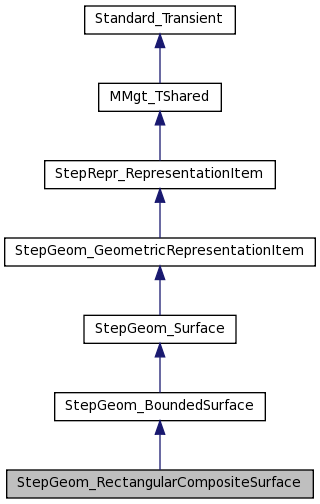 Standard_Transient
MMgt_TShared
StepRepr_RepresentationItem
StepGeom_GeometricRepresentationItem
StepGeom_Surface
StepGeom_BoundedSurface
StepGeom_RectangularCompositeSurface